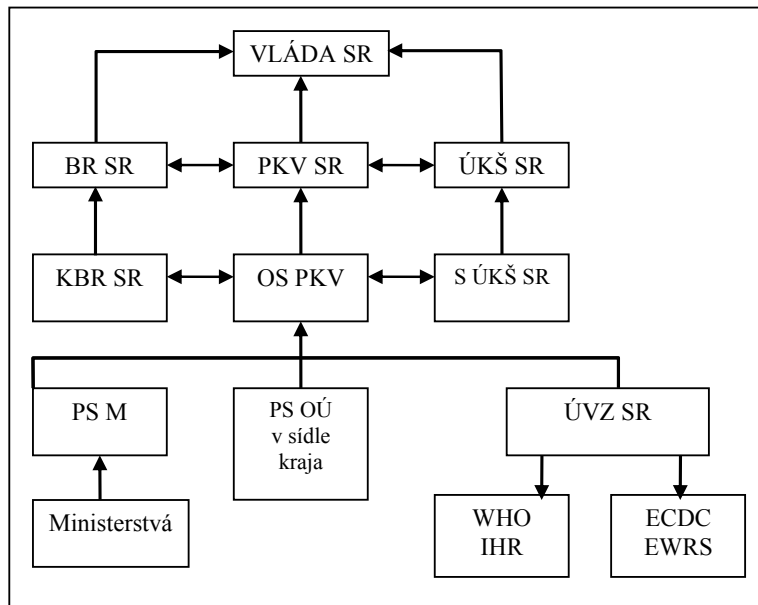 VLÁDA SR
BR SR
PKV SR
ÚKŠ SR
KBR SR
OS PKV
S ÚKŠ SR
PS M
PS OÚ
v sídle
kraja
ÚVZ SR
Ministerstvá
WHO
IHR
ECDC
EWRS